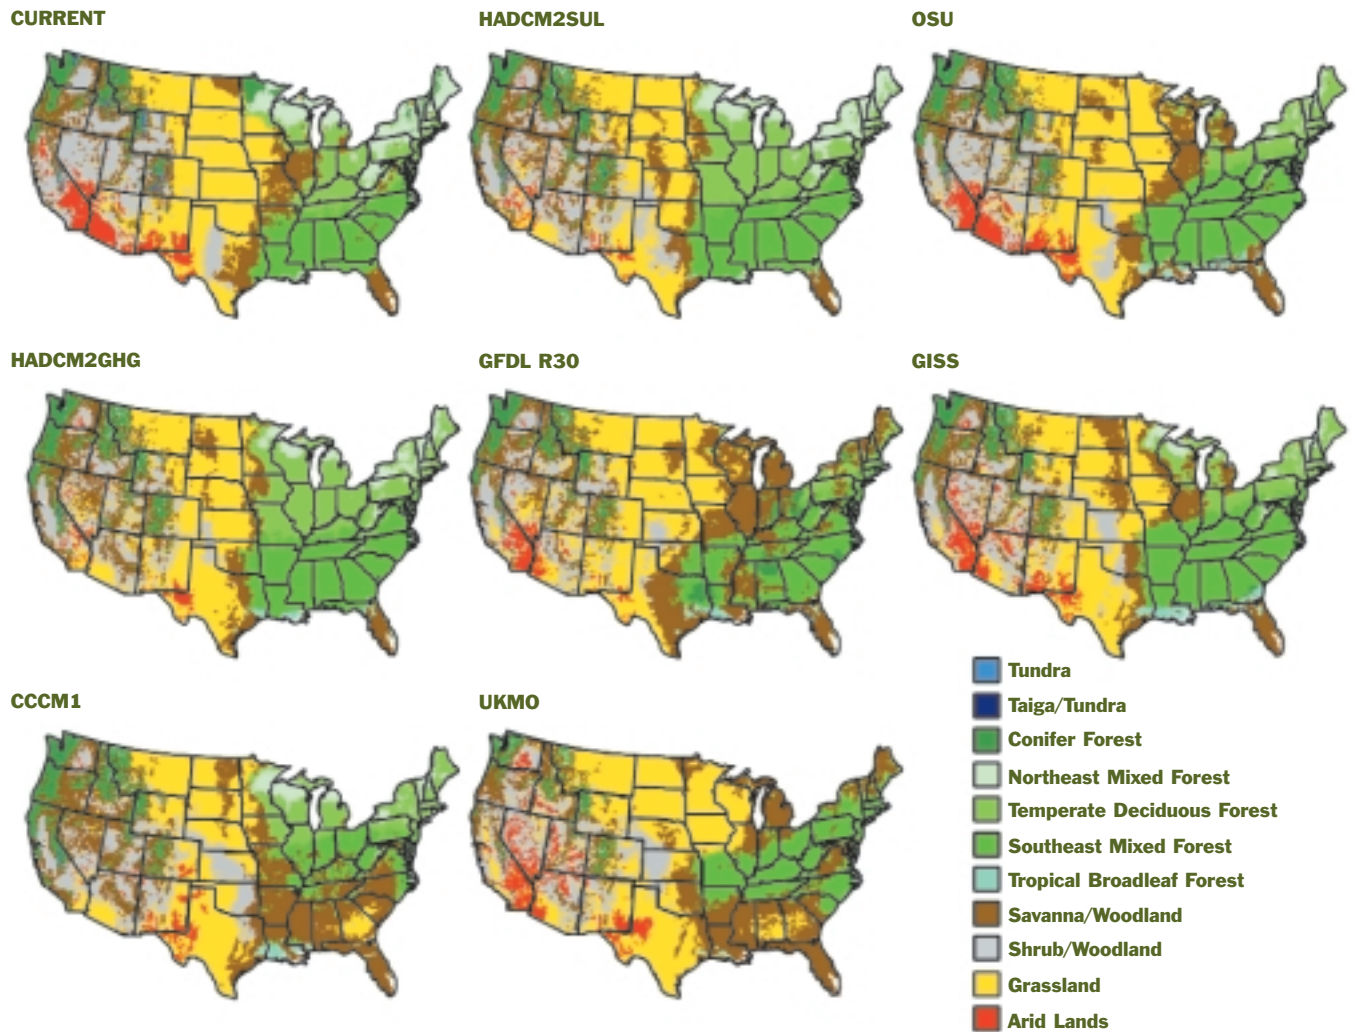 CURRENT
HADCM2SUL
OSU
HADCM2GHG
GFDL R30
GISS
CCCM1
UKMO
Tundra
Taiga/Tundra
Conifer Forest
Northeast Mixed Forest
Temperate Deciduous Forest
Southeast Mixed Forest
Tropical Broadleaf Forest
Savanna/Woodland
Shrub/Woodland
Grassland
Arid Lands